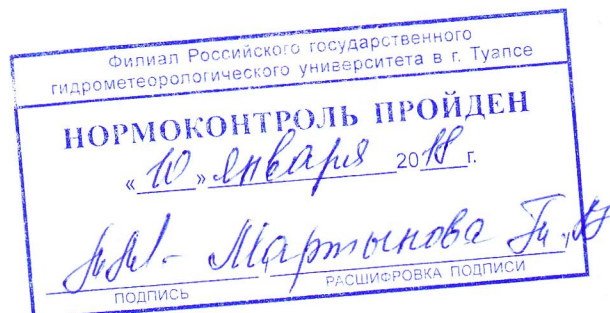 Филиал Российского государственного
гидрометеорологического университета в г. Туапсе
НОРМОКОНТРОЛЬ ПРОЙДЕН
«10» января 2018 г.
Мартынова
ПОДПИСЬ РАСШИФРОВКА ПОДПИСИ